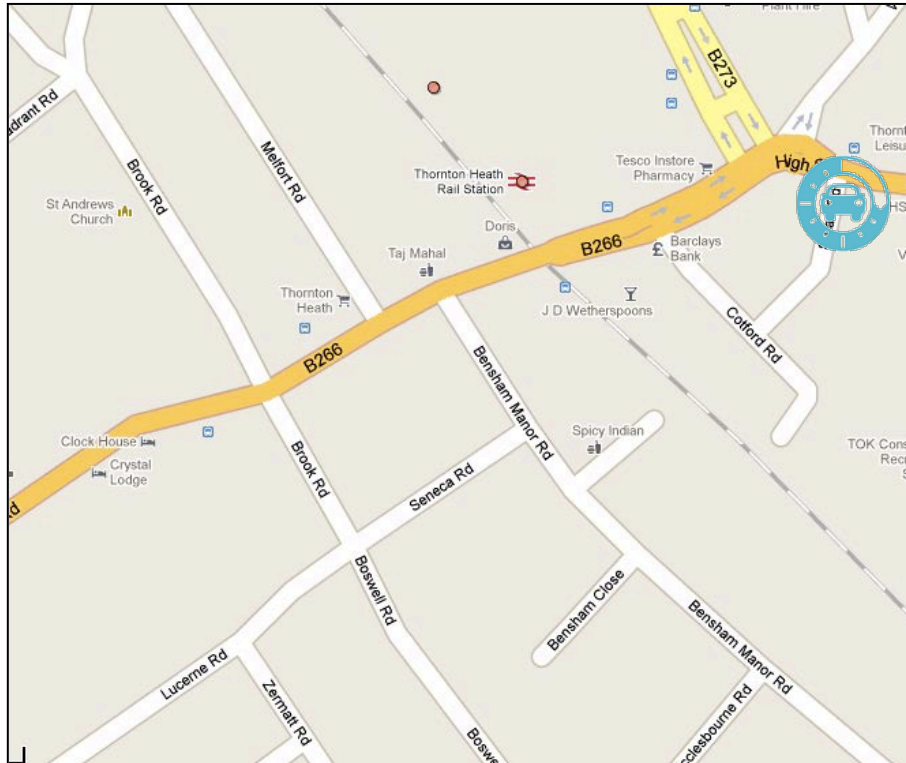 Plant Hire
B273
Brook Rd
Melfort Rd
Thornton Heath
Rail Station
Tesco Instore
Pharmacy
High
St Andrews
Church
Doris
B266
Barclays
Bank
Taj Mahal
Thornton
Heath
J D Wetherspoons
Cotford Rd
B266
Bensham Manor Rd
Clock House
Crystal
Lodge
Brook Rd
Seneca Rd
Spicy Indian
Boswell Rd
Bensham Close
Bensham Manor Rd
Lucerne Rd
Zermatt Rd